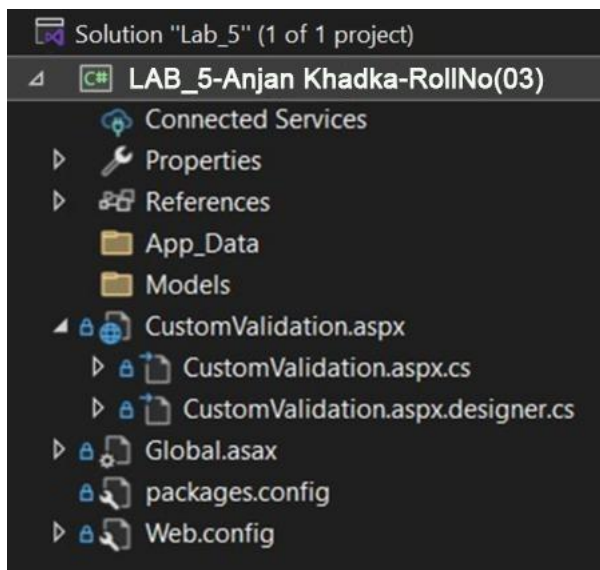 Solution "Lab_5" (1 of 1 project)
C# LAB_5-Anjan Khadka-RollNo(03)
Connected Services
Properties
References
App_Data
Models
CustomValidation.aspx
CustomValidation.aspx.cs
CustomValidation.aspx.designer.cs
Global.asax
packages.config
Web.config